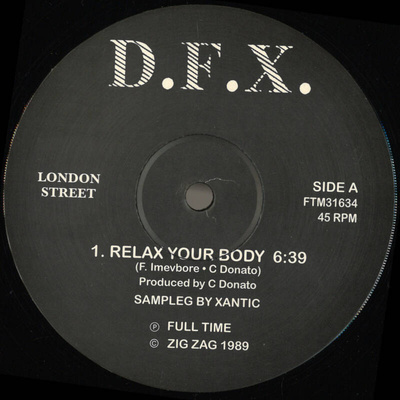 D.F.X.
LONDON
STREET
SIDE A
FTM31634
45 RPM
1. RELAX YOUR BODY 6:39
(F. Imevbore • C Donato)
Produced by C Donato
SAMPLEG BY XANTIC
℗ FULL TIME
© ZIG ZAG 1989